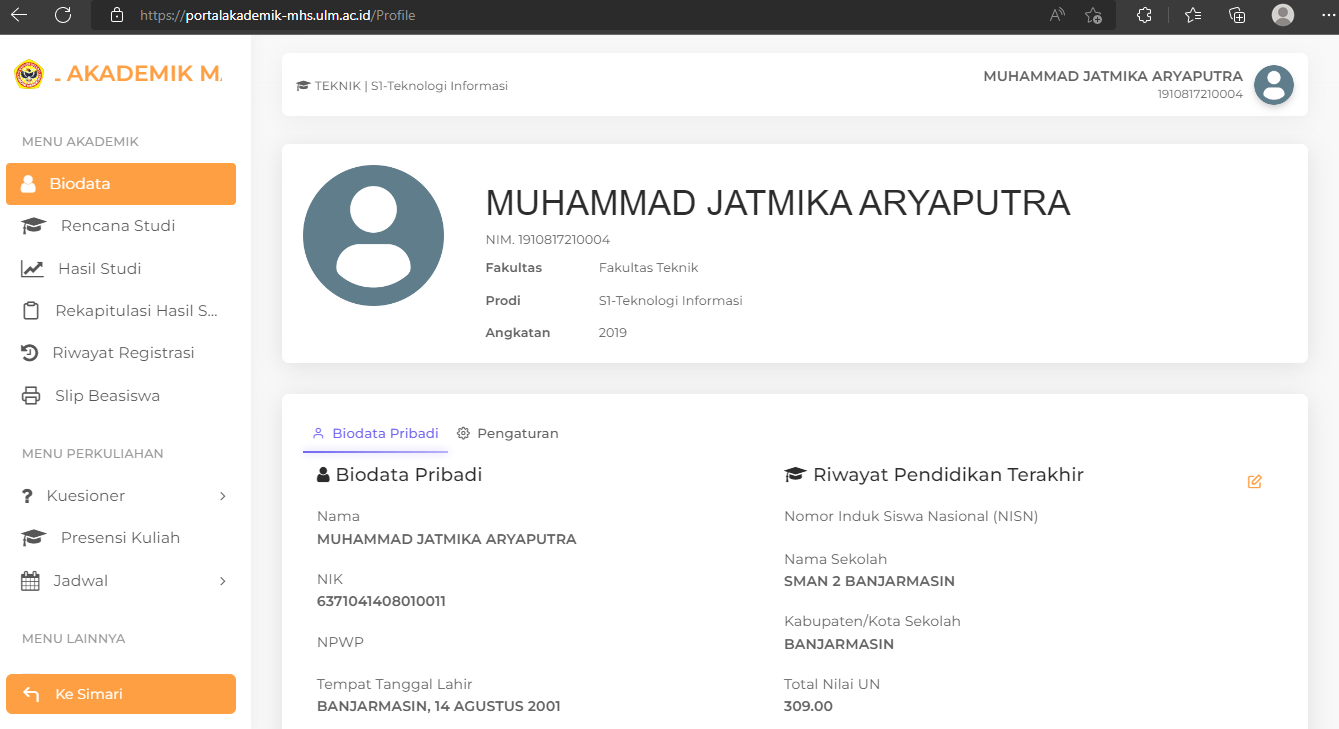 https://portalakademik-mhs.ulm.ac.id/Profile
AKADEMIK
TEKNIK | S1-Teknologi Informasi
MUHAMMAD JATMIKA ARYAPUTRA
1910817210004
MENU AKADEMIK
Biodata
Rencana Studi
Hasil Studi
Rekapitulasi Hasil S...
Riwayat Registrasi
Slip Beasiswa
MENU PERKULIAHAN
Kuesioner
Presensi Kuliah
Jadwal
MENU LAINNYA
Ke Simari
MUHAMMAD JATMIKA ARYAPUTRA
NIM. 1910817210004
Fakultas Fakultas Teknik
Prodi S1-Teknologi Informasi
Angkatan 2019
Biodata Pribadi Pengaturan
Biodata Pribadi
Nama
MUHAMMAD JATMIKA ARYAPUTRA
NIK
6371041408010011
NPWP
Tempat Tanggal Lahir
BANJARMASIN, 14 AGUSTUS 2001
Riwayat Pendidikan Terakhir
Nomor Induk Siswa Nasional (NISN)
Nama Sekolah
SMAN 2 BANJARMASIN
Kabupaten/Kota Sekolah
BANJARMASIN
Total Nilai UN
309.00